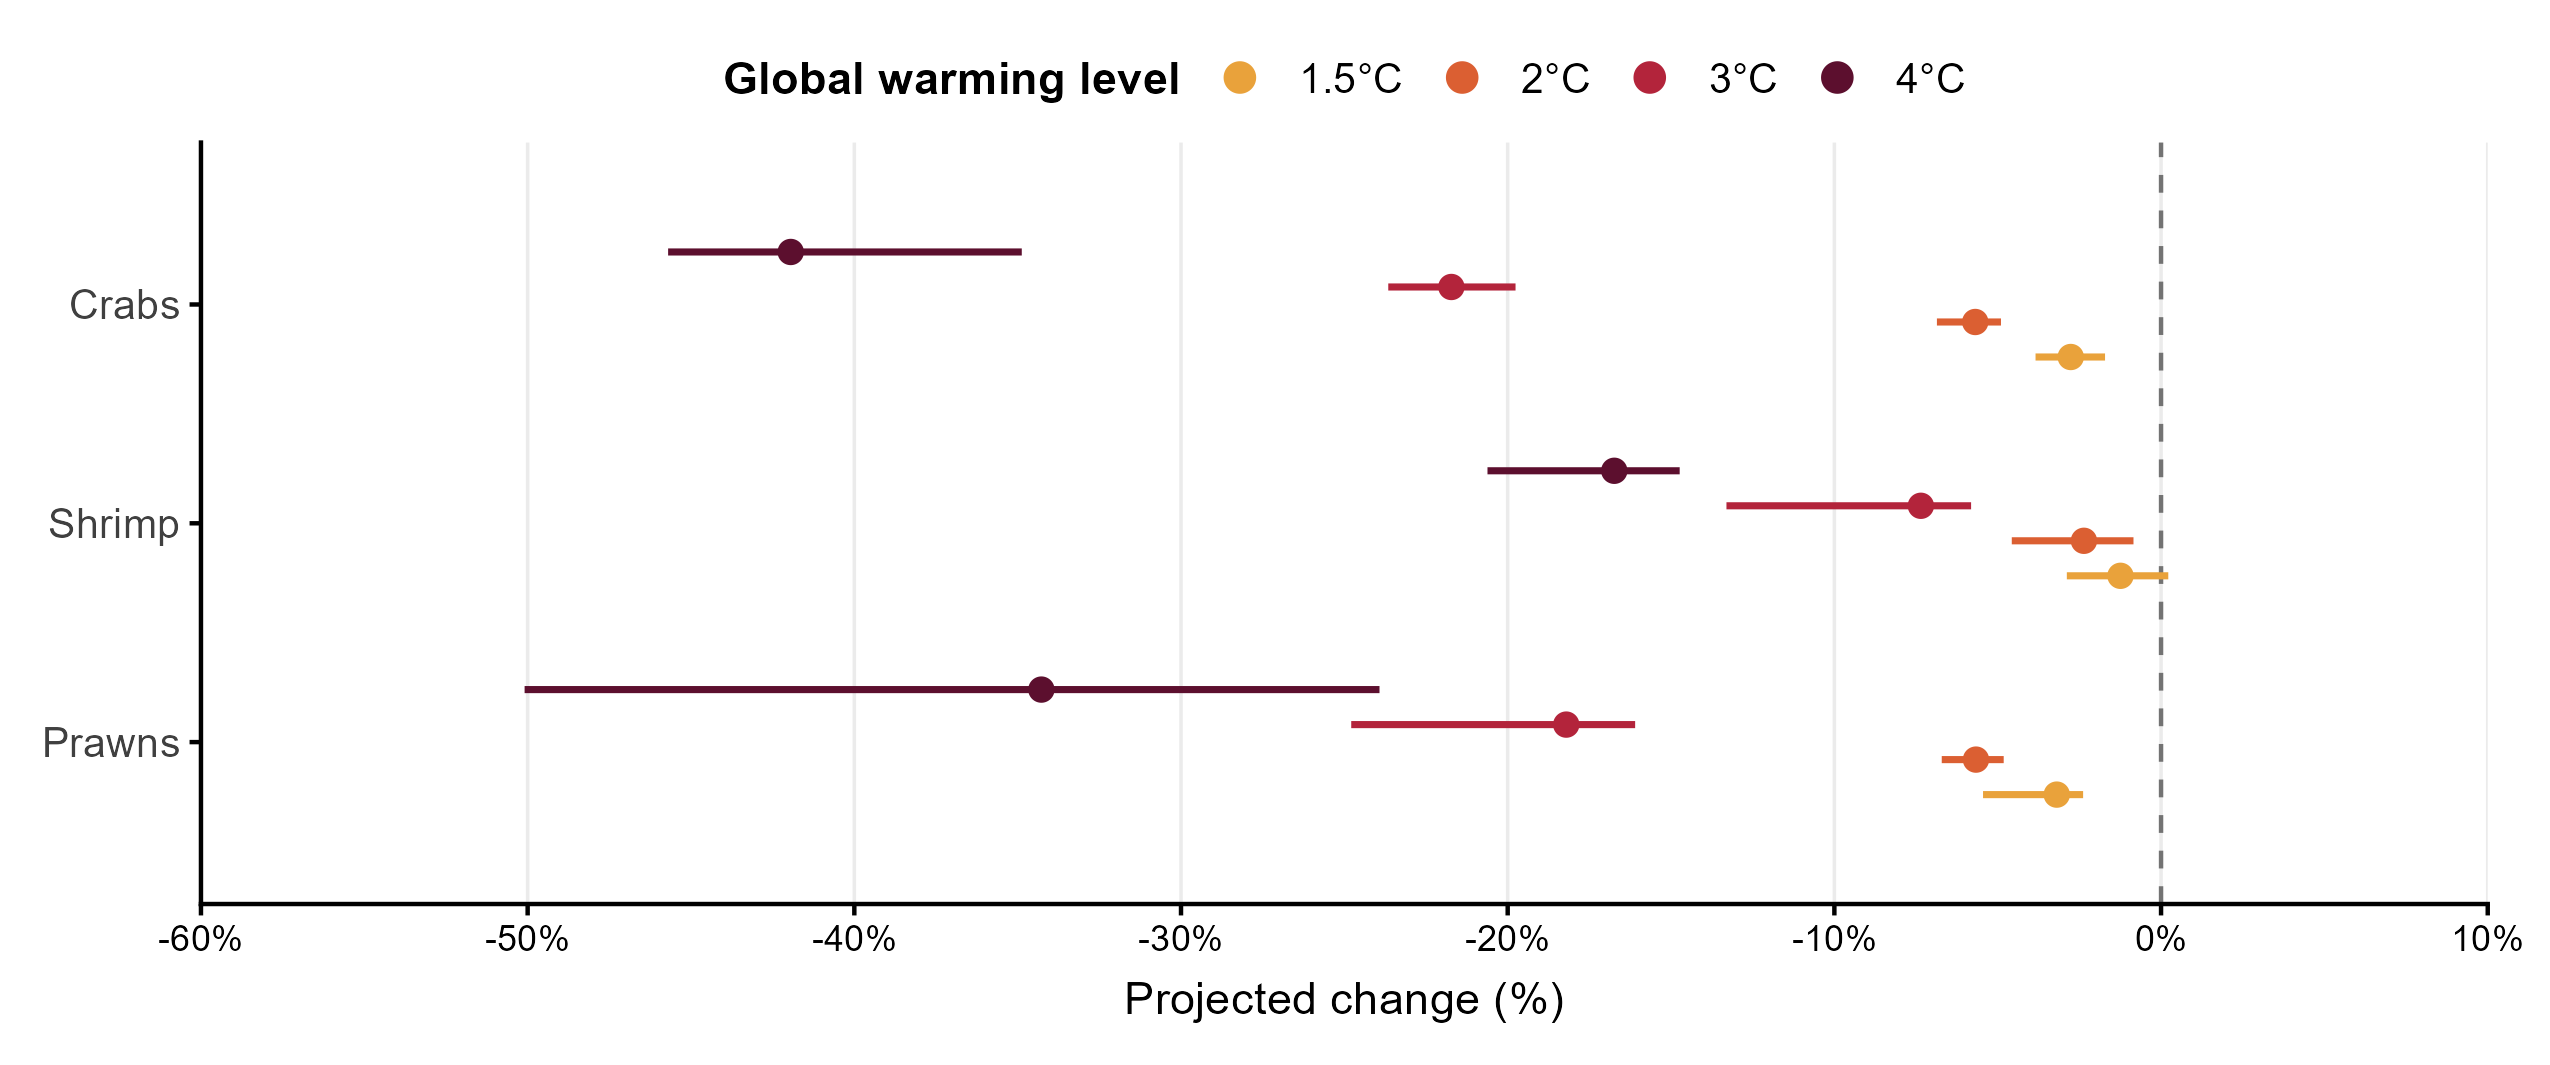 Global warming level 1.5°C 2°C 3°C 4°C
Crabs
Shrimp
Prawns
-60% -50% -40% -30% -20% -10% 0% 10%
Projected change (%)